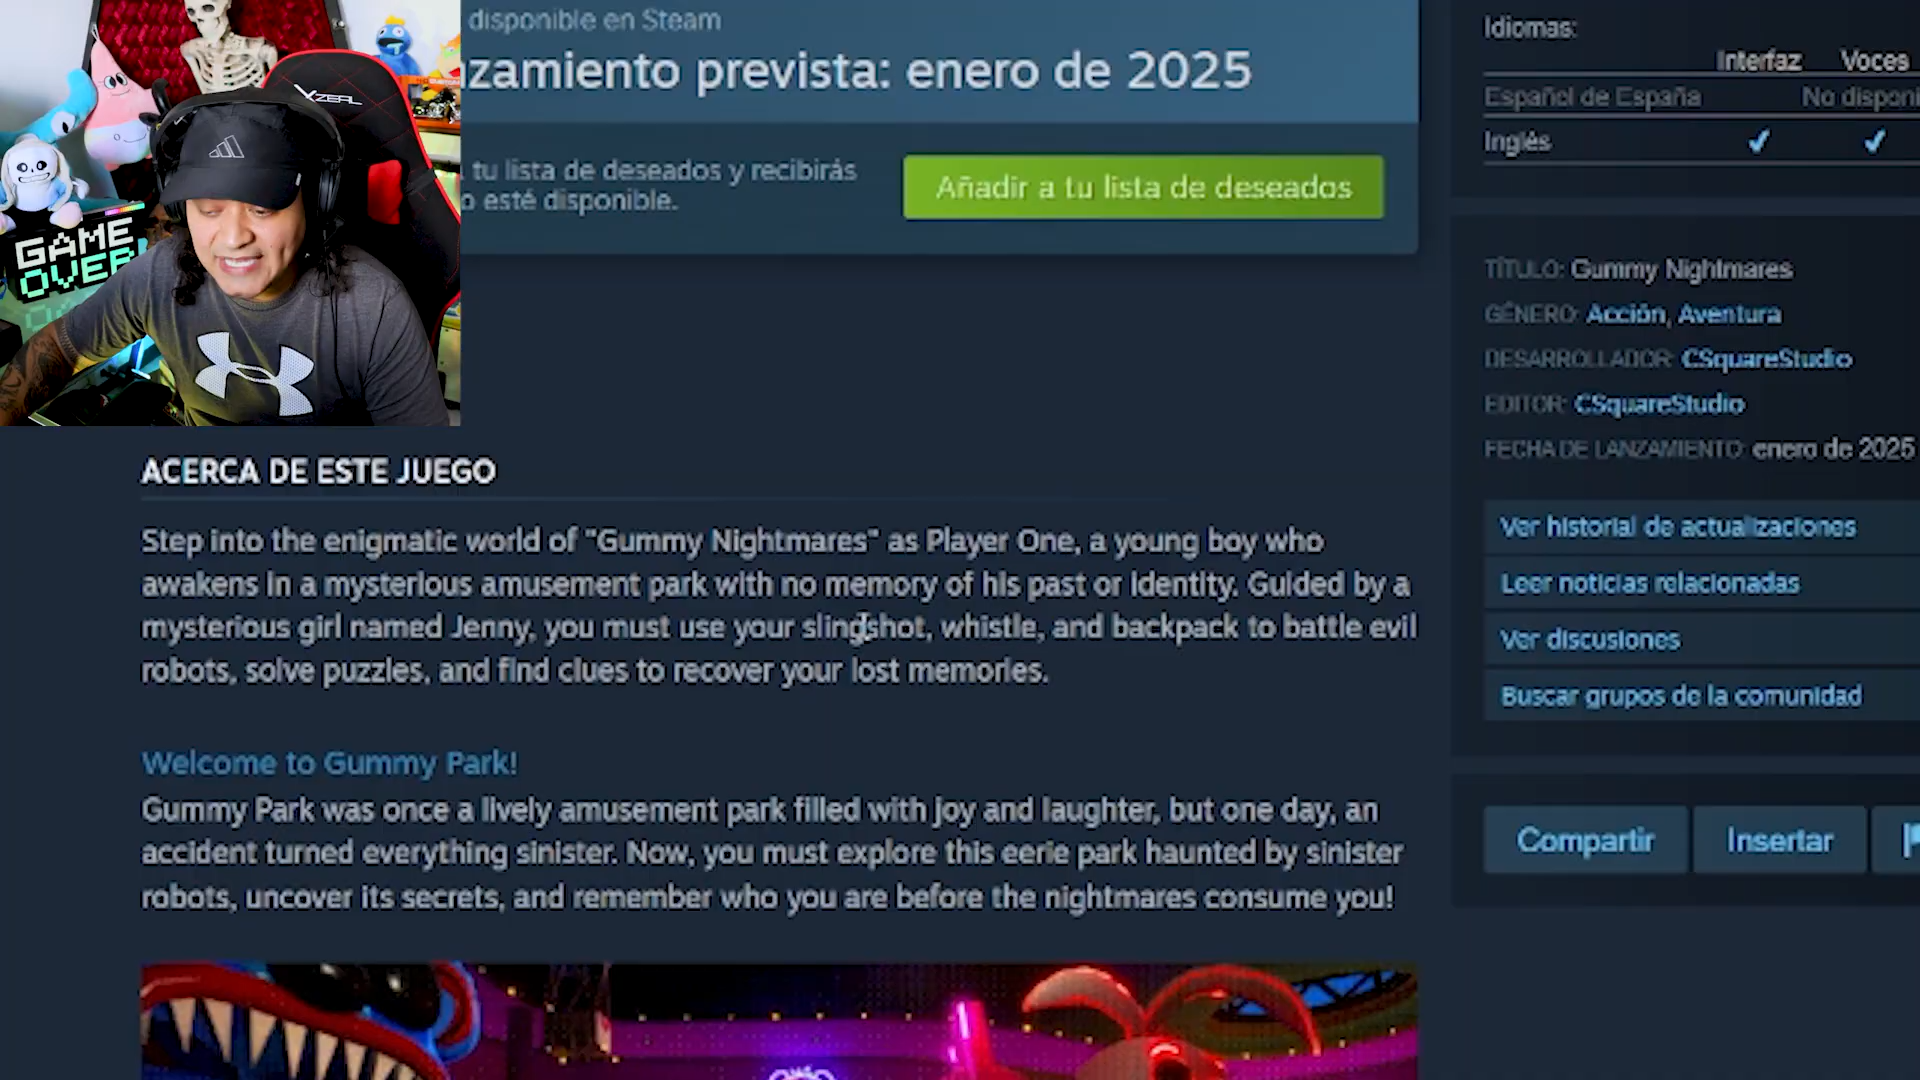 disponible en Steam
nzamiento prevista: enero de 2025
tu lista de deseados y recibirás
o esté disponible.
Añadir a tu lista de deseados
XZEAL
GAME
OVER
ACERCA DE ESTE JUEGO
Step into the enigmatic world of "Gummy Nightmares" as Player One, a young boy who
awakens in a mysterious amusement park with no memory of his past or identity. Guided by a
mysterious girl named Jenny, you must use your slingshot, whistle, and backpack to battle evil
robots, solve puzzles, and find clues to recover your lost memories.
Welcome to Gummy Park!
Gummy Park was once a lively amusement park filled with joy and laughter, but one day, an
accident turned everything sinister. Now, you must explore this eerie park haunted by sinister
robots, uncover its secrets, and remember who you are before the nightmares consume you!
Idiomas:
Interfaz Voces
Español de España No disponi
Inglés ✔ ✔
TÍTULO: Gummy Nightmares
GÉNERO: Acción, Aventura
DESARROLLADOR: CSquareStudio
EDITOR: CSquareStudio
FECHA DE LANZAMIENTO: enero de 2025
Ver historial de actualizaciones
Leer noticias relacionadas
Ver discusiones
Buscar grupos de la comunidad
Compartir Insertar